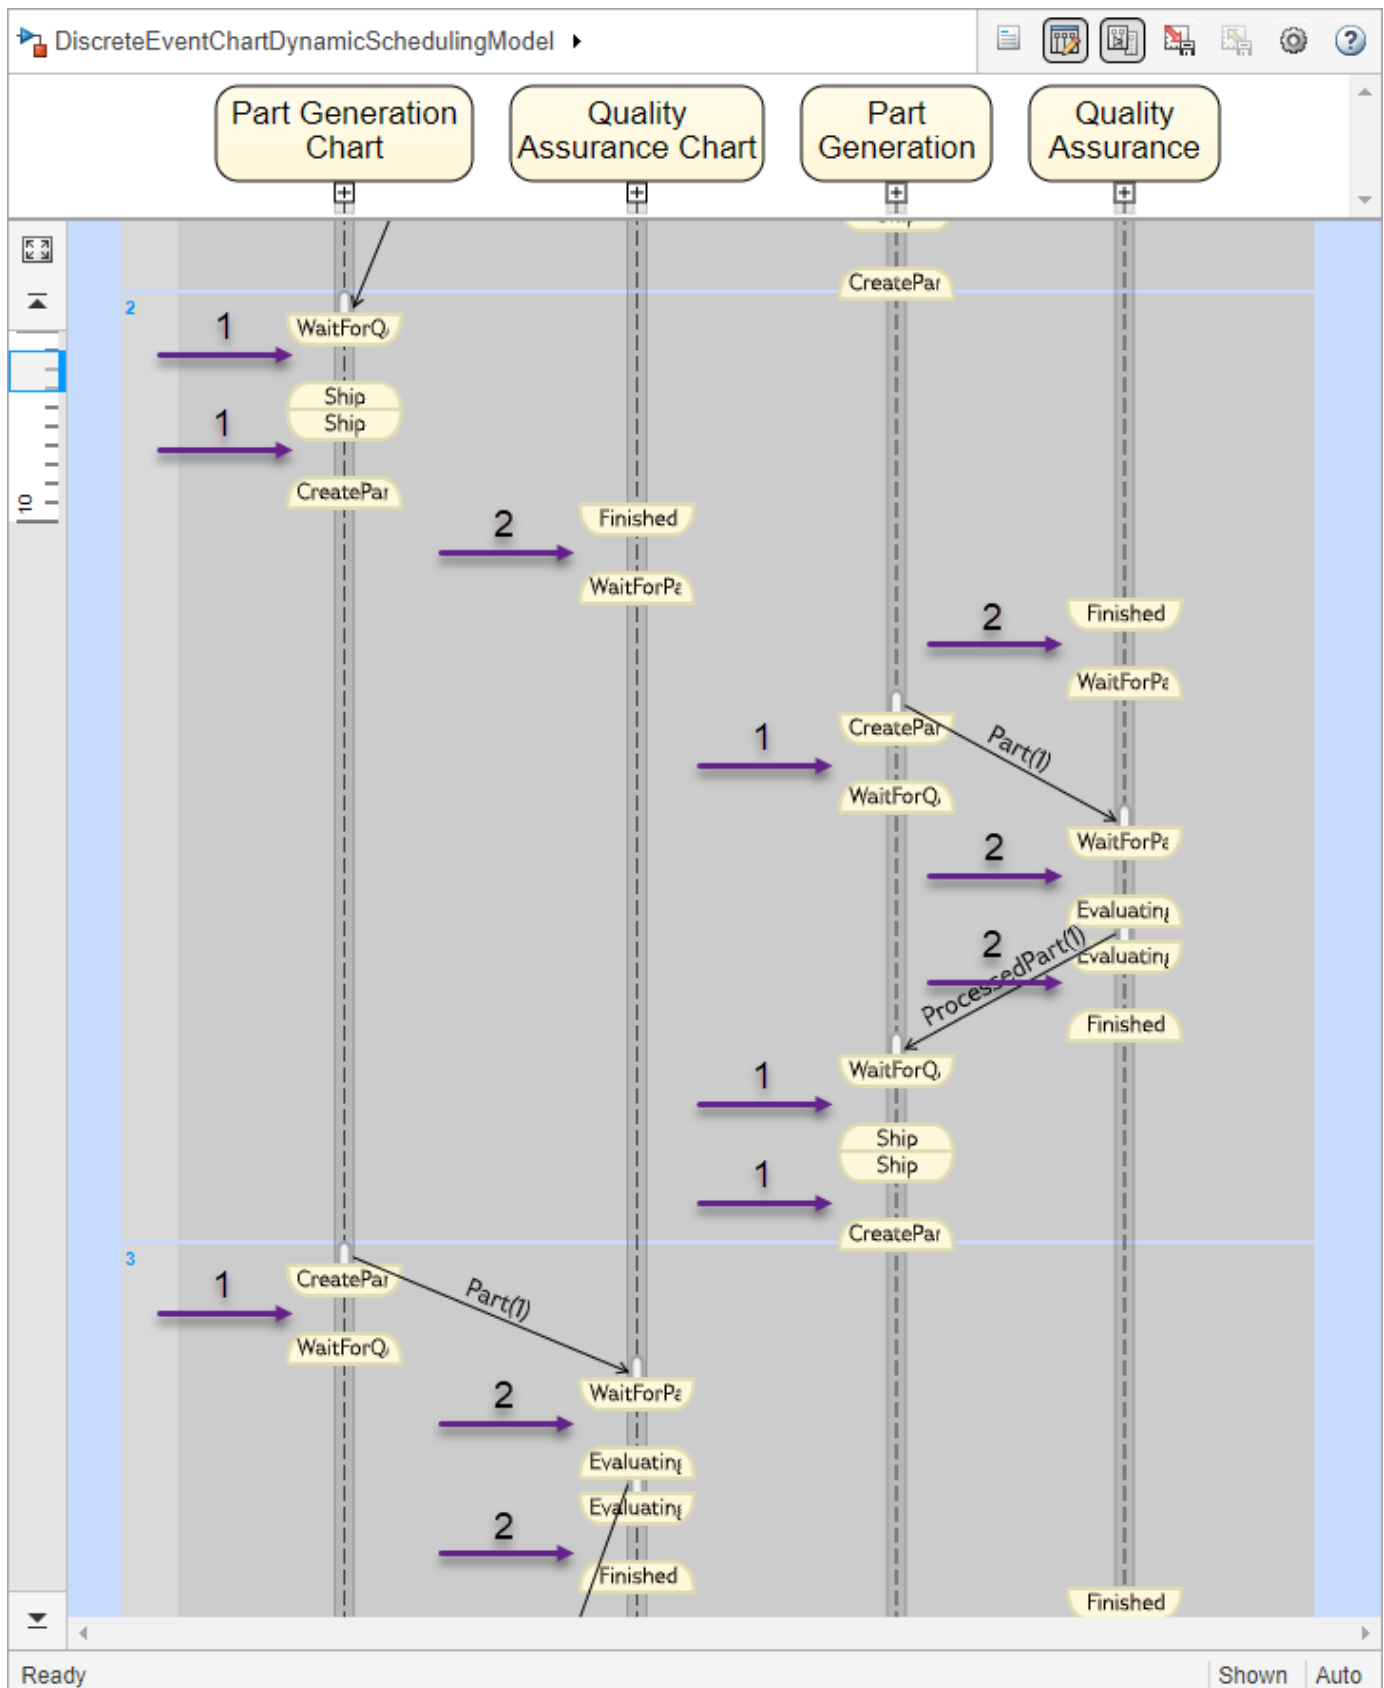 DiscreteEventChartDynamicSchedulingModel
Part Generation
Chart
Quality
Assurance Chart
Part
Generation
Quality
Assurance
CreatePar
2
WaitForQ
1
Ship
Ship
1
CreatePar
Finished
2
WaitForPa
Finished
2
WaitForPa
CreatePar
Part(1)
1
WaitForQ
WaitForPa
2
Evaluating
Evaluating
2
ProcessedPart(1)
Finished
WaitForQ
1
Ship
Ship
1
CreatePar
3
CreatePar
1
Part(1)
WaitForQ
WaitForPa
2
Evaluating
Evaluating
2
Finished
Finished
10
Ready
Shown
Auto